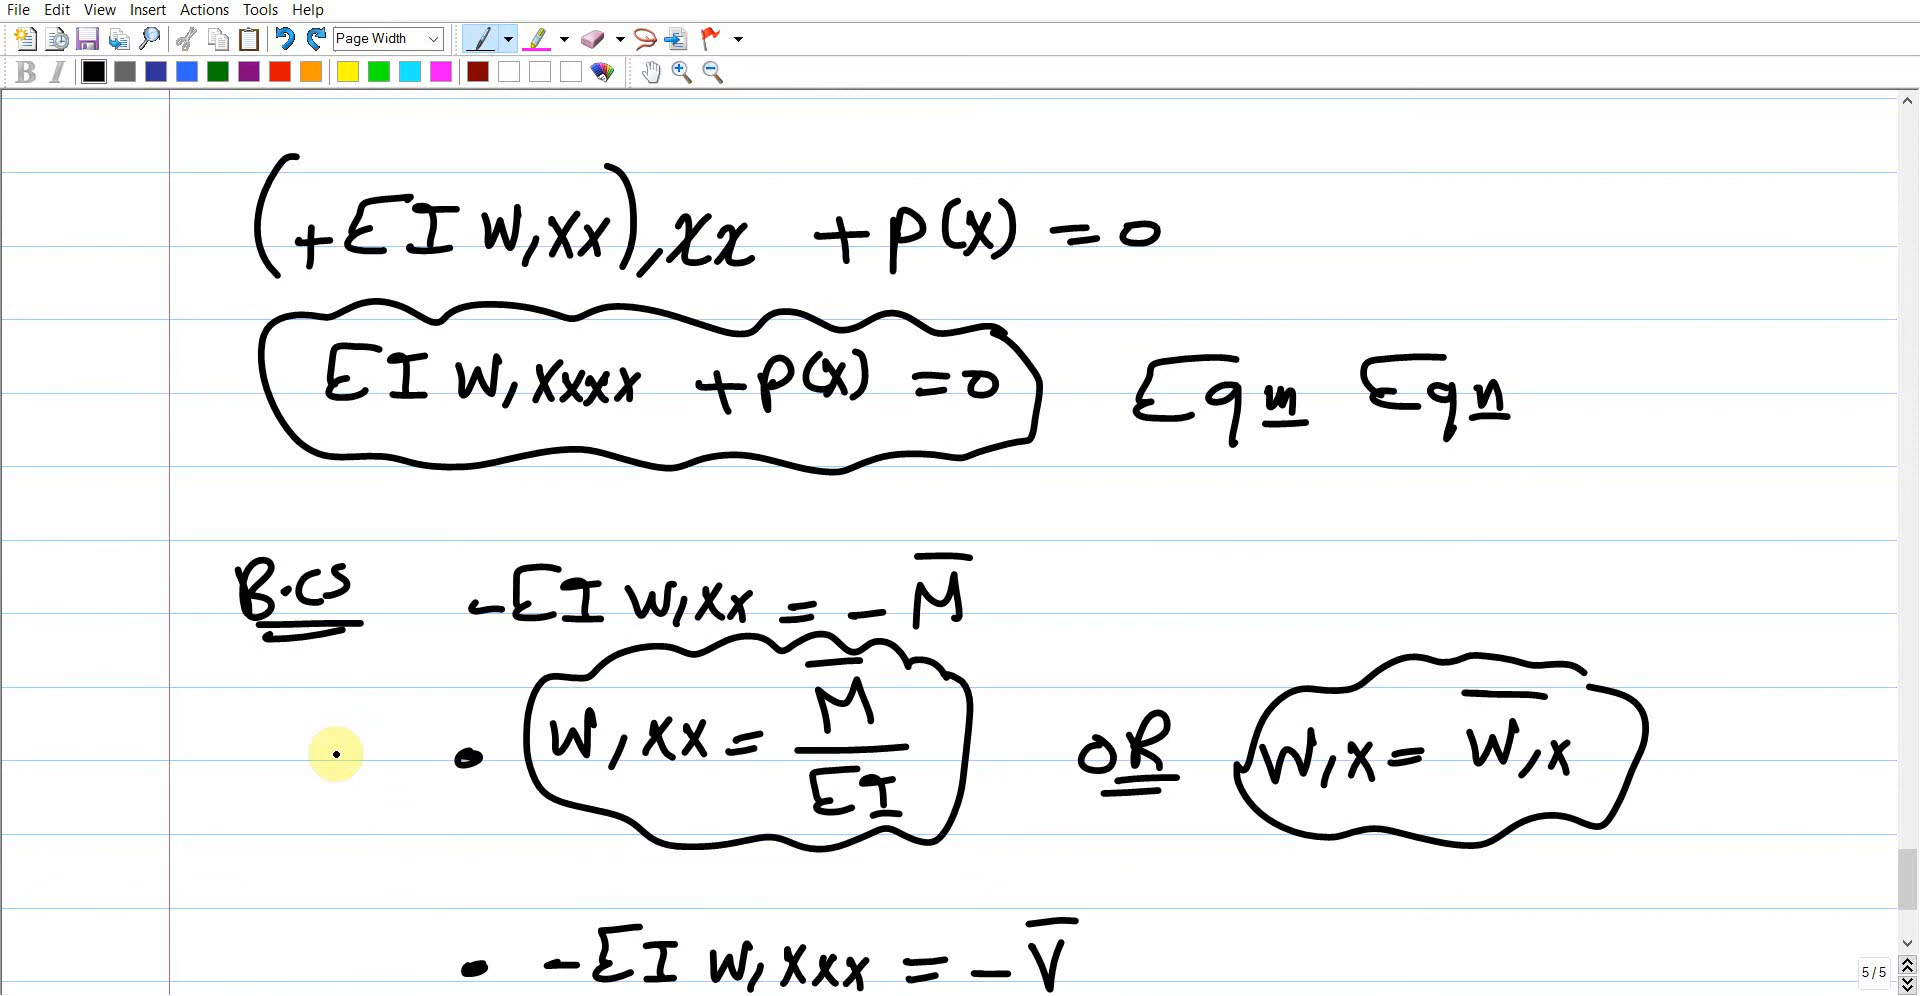 File Edit View Insert Actions Tools Help
Page Width
B I
(+EI W,xx),xx + P(x) = 0
EI W,xxxx + P(x) = 0 Eqm Eqn
B.Cs -EI W,xx = - M̅
• W,xx = M̅/EI OR W,x = W̅,x̅
• -EI W,xxx = - V̅
5/5